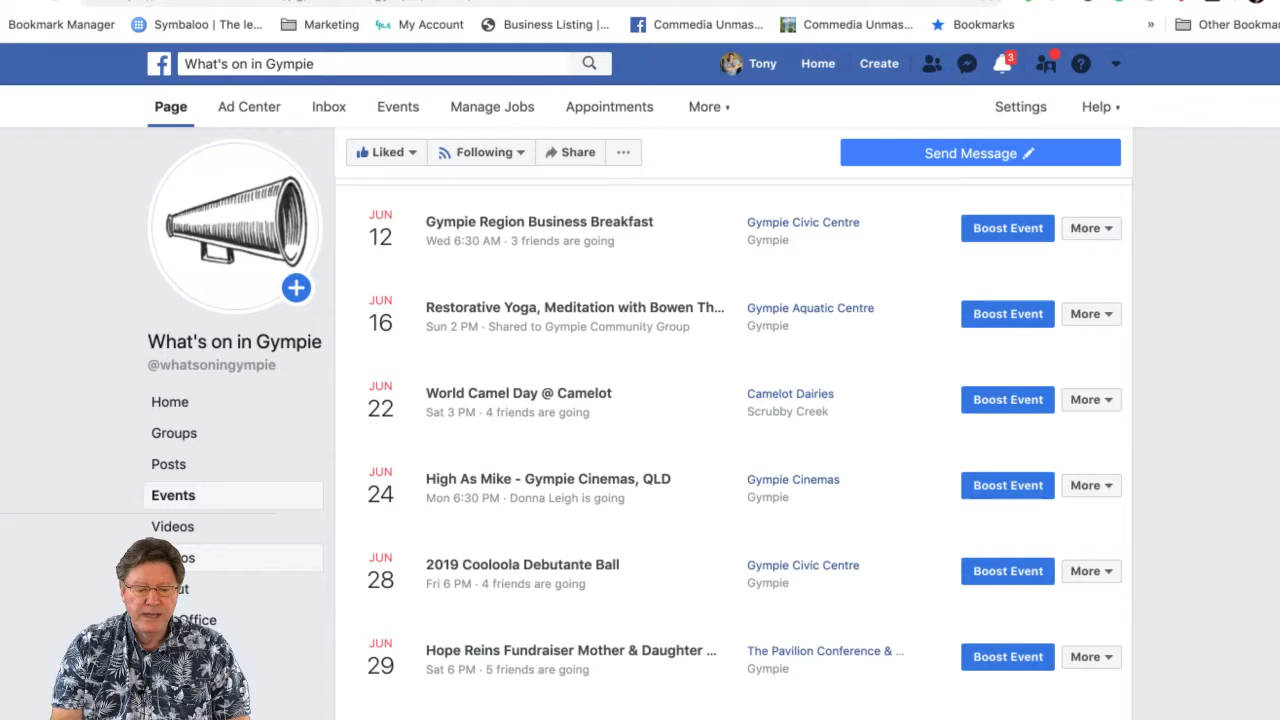 Bookmark Manager Symbaloo | The le... Marketing My Account Business Listing |... Commedia Unmas... Commedia Unmas... Bookmarks » Other Bookmar
What's on in Gympie Tony Home Create 3
Page Ad Center Inbox Events Manage Jobs Appointments More Settings Help
Liked Following Share ... Send Message
JUN
12
Gympie Region Business Breakfast
Wed 6:30 AM · 3 friends are going
Gympie Civic Centre
Gympie
Boost Event More
JUN
16
Restorative Yoga, Meditation with Bowen Th...
Sun 2 PM · Shared to Gympie Community Group
Gympie Aquatic Centre
Gympie
Boost Event More
What's on in Gympie
@whatsoningympie
Home
Groups
Posts
Events
Videos
os
ut
Office
JUN
22
World Camel Day @ Camelot
Sat 3 PM · 4 friends are going
Camelot Dairies
Scrubby Creek
Boost Event More
JUN
24
High As Mike - Gympie Cinemas, QLD
Mon 6:30 PM · Donna Leigh is going
Gympie Cinemas
Gympie
Boost Event More
JUN
28
2019 Cooloola Debutante Ball
Fri 6 PM · 4 friends are going
Gympie Civic Centre
Gympie
Boost Event More
JUN
29
Hope Reins Fundraiser Mother & Daughter ...
Sat 6 PM · 5 friends are going
The Pavilion Conference & ...
Gympie
Boost Event More